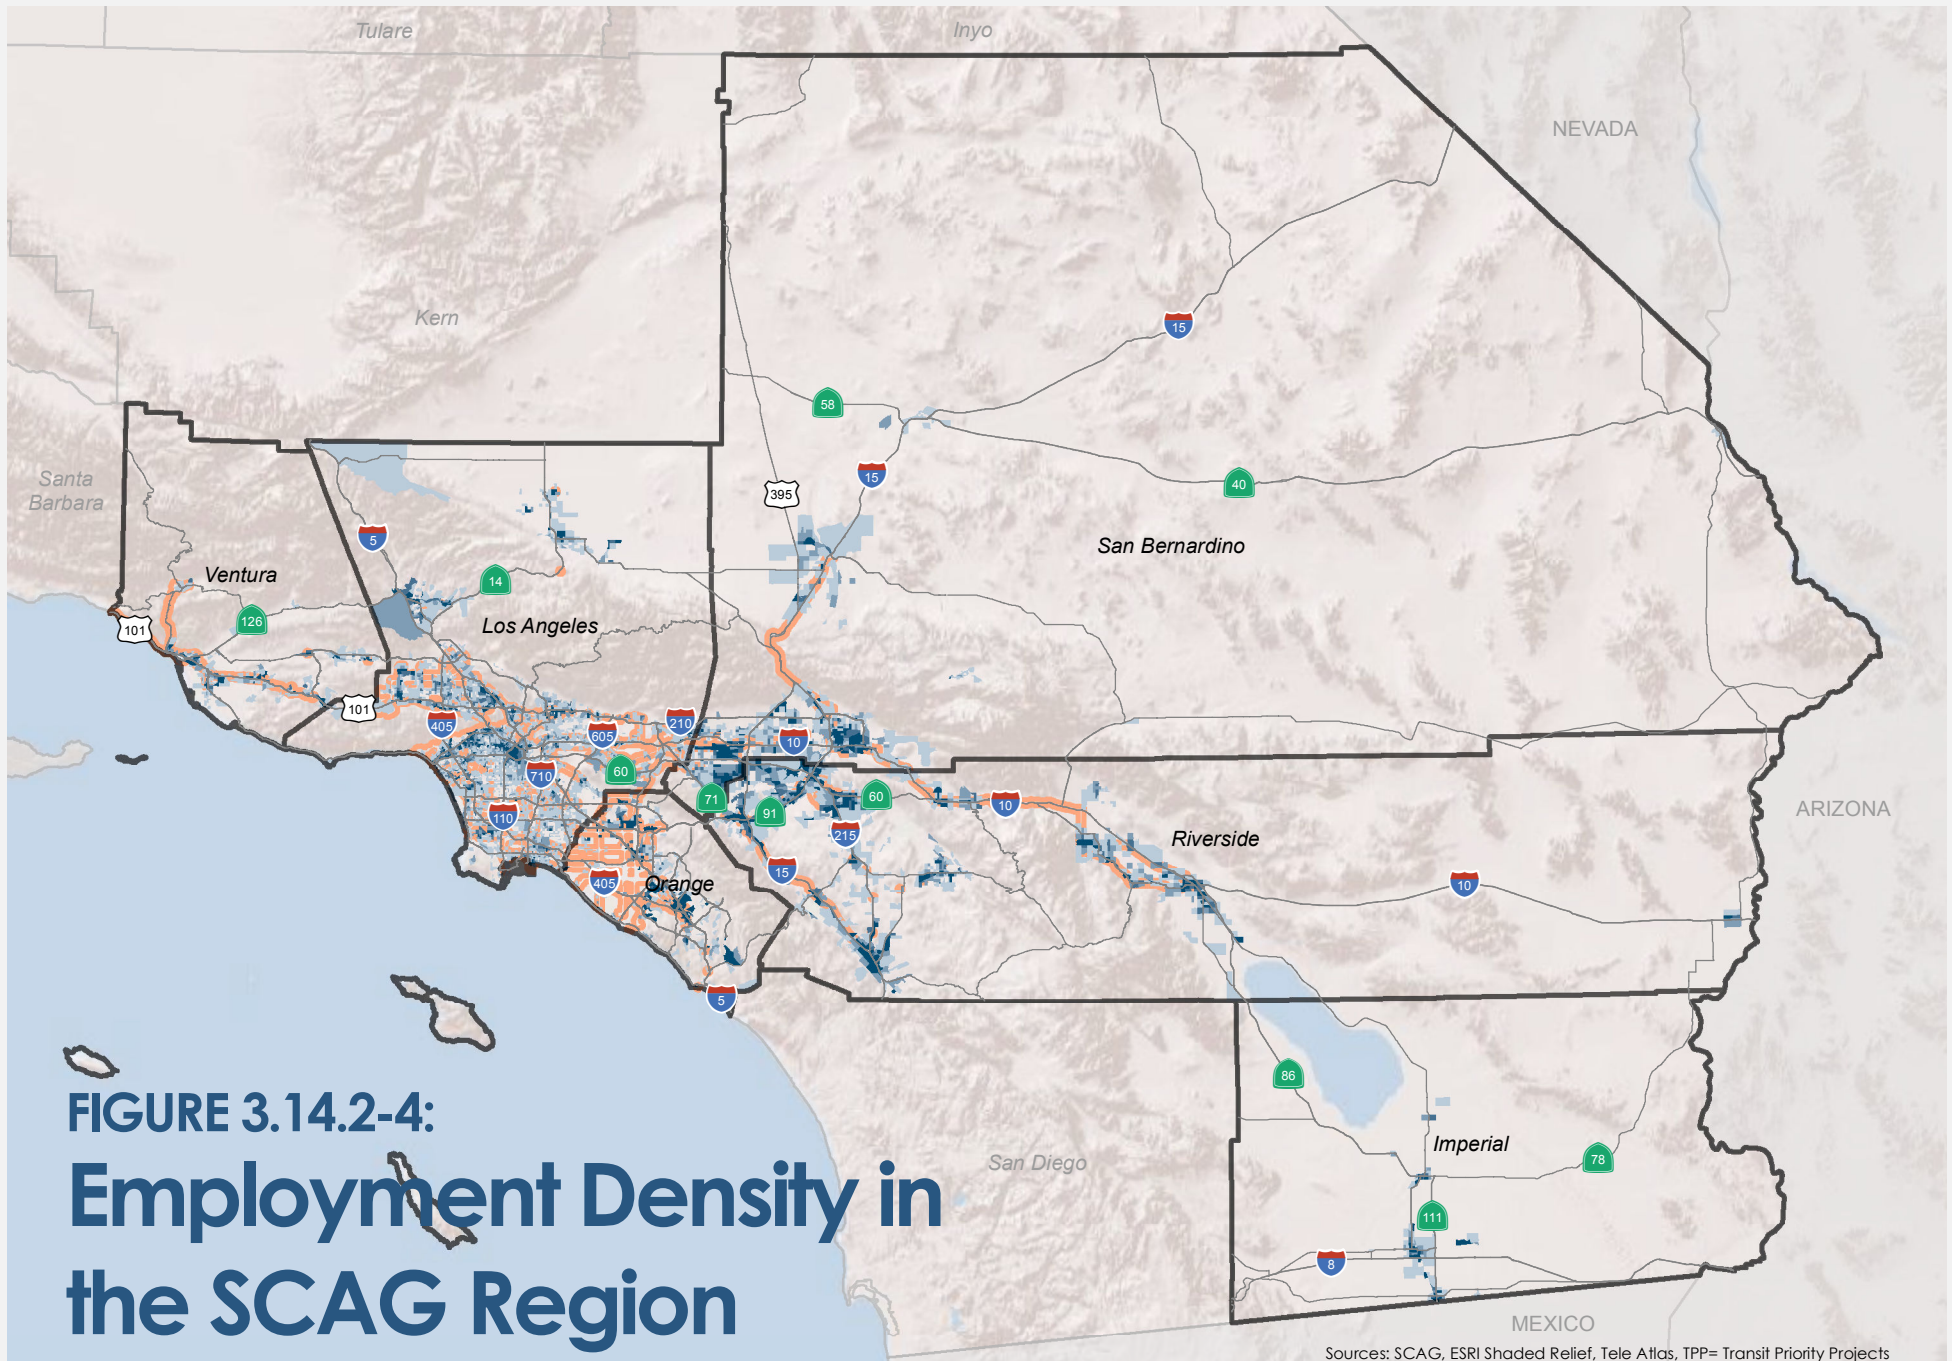 Tulare
Inyo
NEVADA
Kern
15
58
Santa
Barbara
395
15
40
5
San Bernardino
Ventura
14
126
101
Los Angeles
101
405
605
210
10
710
60
71
60
10
110
91
215
ARIZONA
Riverside
15
405
Orange
10
5
86
FIGURE 3.14.2-4:
Employment Density in
the SCAG Region
San Diego
Imperial
78
111
8
MEXICO
Sources: SCAG, ESRI Shaded Relief, Tele Atlas, TPP= Transit Priority Projects